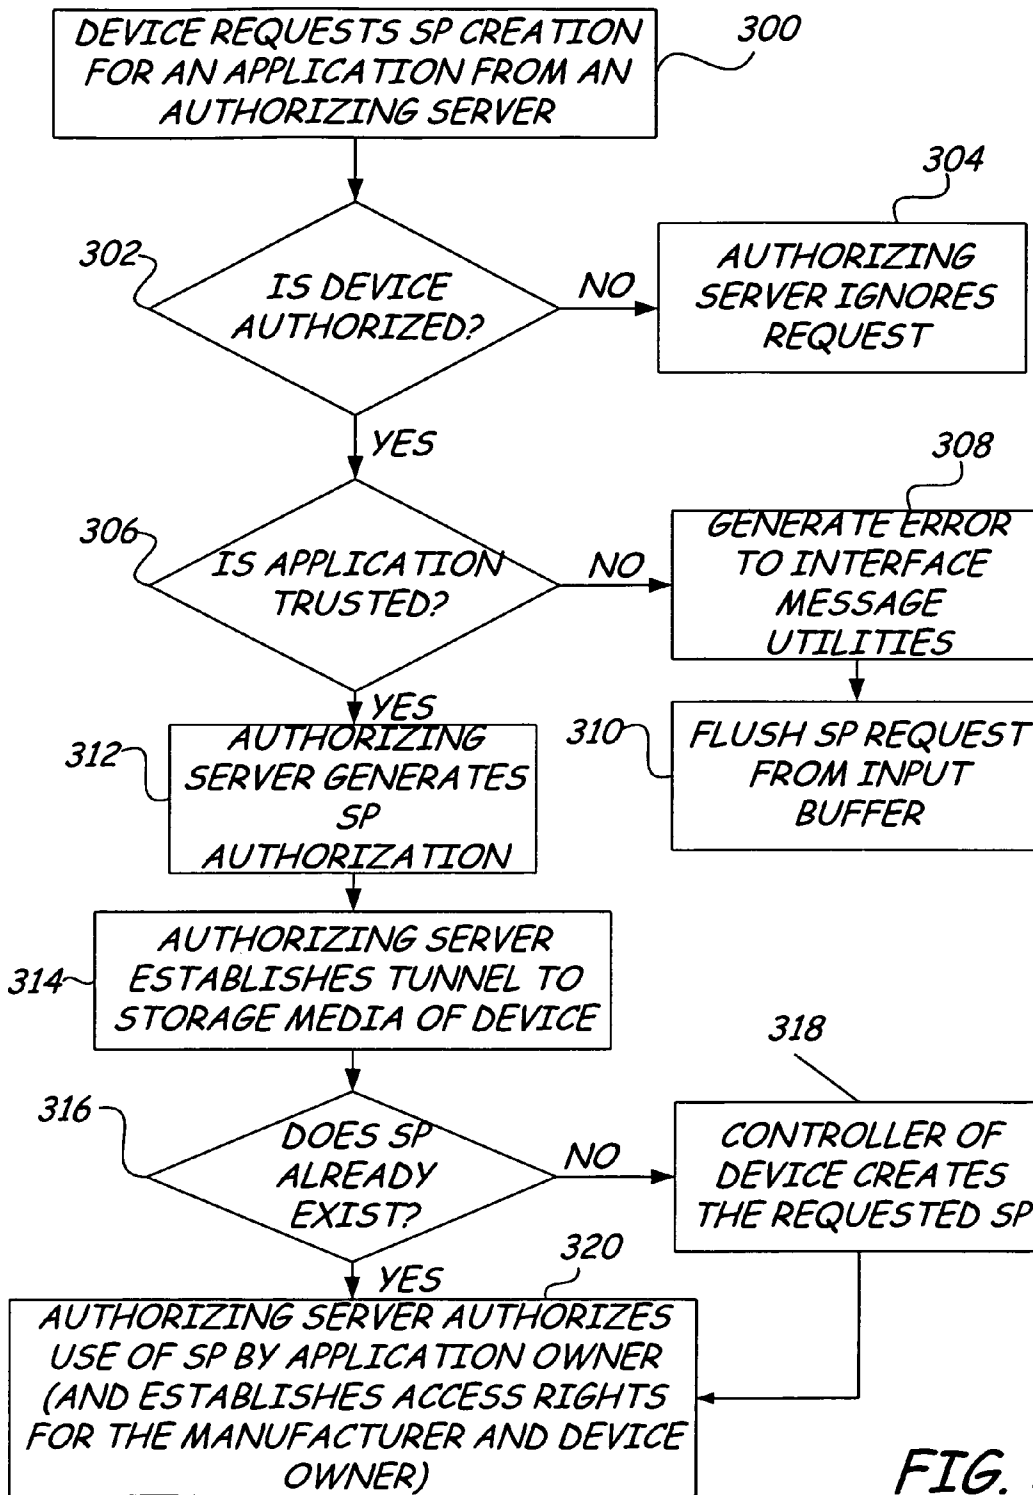 DEVICE REQUESTS SP CREATION
FOR AN APPLICATION FROM AN
AUTHORIZING SERVER
300
304
302
IS DEVICE
AUTHORIZED?
NO
AUTHORIZING
SERVER IGNORES
REQUEST
YES
308
306
IS APPLICATION
TRUSTED?
NO
GENERATE ERROR
TO INTERFACE
MESSAGE
UTILITIES
YES
312
AUTHORIZING
SERVER GENERATES
SP
AUTHORIZATION
310
FLUSH SP REQUEST
FROM INPUT
BUFFER
314
AUTHORIZING SERVER
ESTABLISHES TUNNEL TO
STORAGE MEDIA OF DEVICE
318
316
DOES SP
ALREADY
EXIST?
NO
CONTROLLER OF
DEVICE CREATES
THE REQUESTED SP
YES
320
AUTHORIZING SERVER AUTHORIZES
USE OF SP BY APPLICATION OWNER
(AND ESTABLISHES ACCESS RIGHTS
FOR THE MANUFACTURER AND DEVICE
OWNER)
FIG.